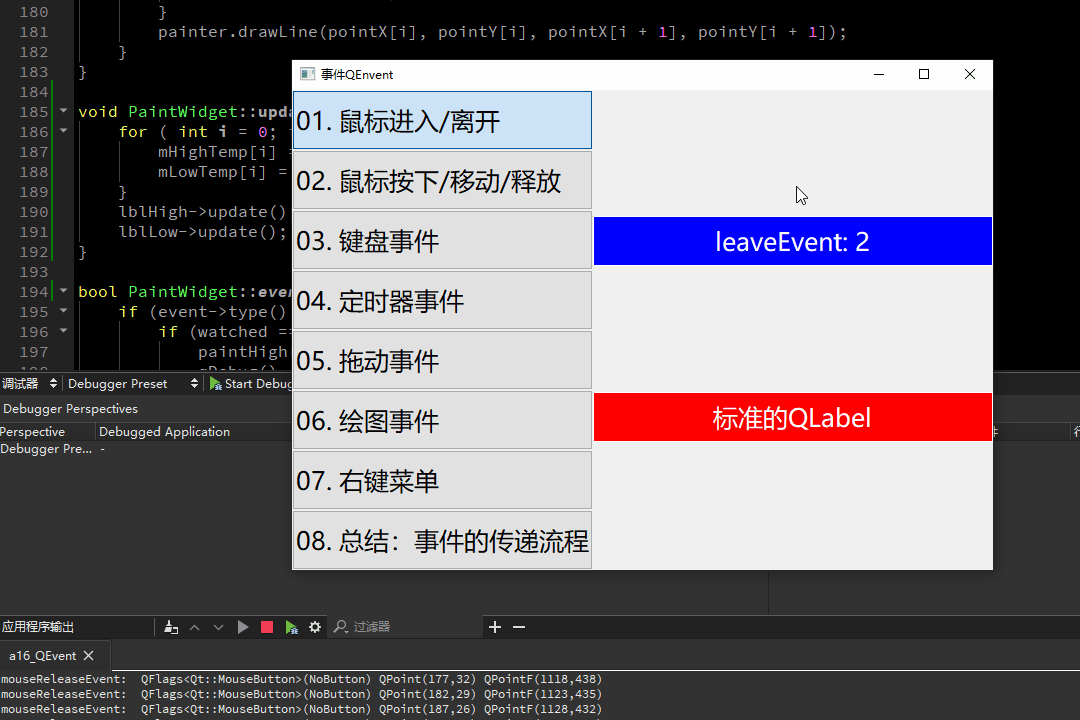 180 }
181 painter.drawLine(pointX[i], pointY[i], pointX[i + 1], pointY[i + 1]);
182 }
183 }
184
185 void PaintWidget::upda
186 for ( int i = 0;
187 mHighTemp[i] =
188 mLowTemp[i] =
189 }
190 lblHigh->update()
191 lblLow->update();
192 }
193
194 bool PaintWidget::even
195 if (event->type()
196 if (watched ==
197 paintHigh
事件QEnvent
01. 鼠标进入/离开
02. 鼠标按下/移动/释放
03. 键盘事件
04. 定时器事件
05. 拖动事件
06. 绘图事件
07. 右键菜单
08. 总结：事件的传递流程
leaveEvent: 2
标准的QLabel
调试器 Debugger Preset Start Debug
Debugger Perspectives
Perspective Debugged Application
Debugger Pre... -
应用程序输出 过滤器
a16_QEvent
mouseReleaseEvent: QFlags<Qt::MouseButton>(NoButton) QPoint(177,32) QPointF(1118,438)
mouseReleaseEvent: QFlags<Qt::MouseButton>(NoButton) QPoint(182,29) QPointF(1123,435)
mouseReleaseEvent: QFlags<Qt::MouseButton>(NoButton) QPoint(187,26) QPointF(1128,432)